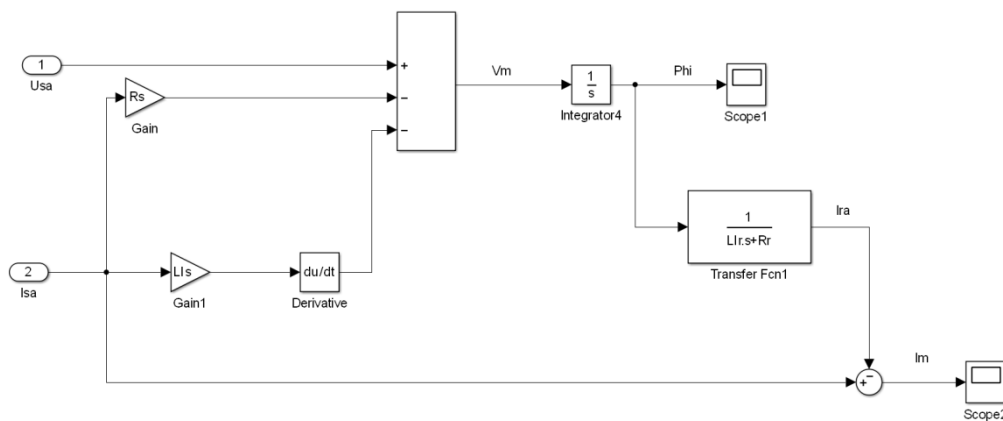 1
Usa
Rs
Gain
+
−
−
Vm
1
s
Integrator4
Phi
Scope1
1
Llr.s+Rr
Transfer Fcn1
Ira
2
Isa
Lls
Gain1
du/dt
Derivative
−
+
Im
Scope2